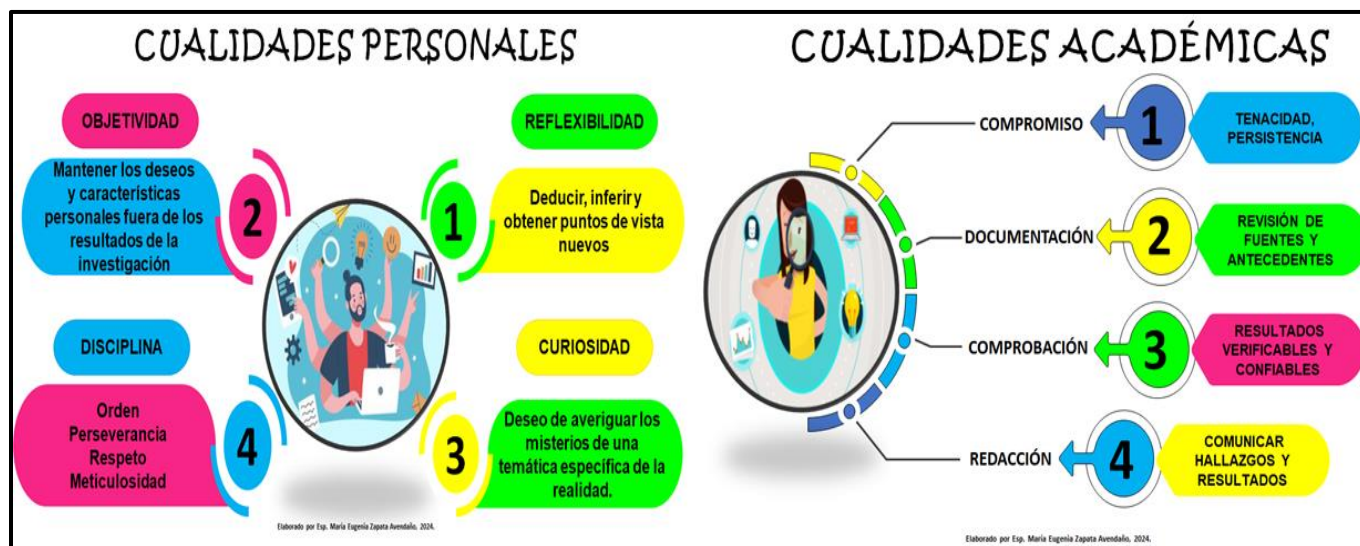 CUALIDADES PERSONALES
OBJETIVIDAD
Mantener los deseos
y características
personales fuera de los
resultados de la
investigación
2
REFLEXIBILIDAD
1
Deducir, inferir y
obtener puntos de
vista nuevos
DISCIPLINA
Orden
Perseverancia
Respeto
Meticulosidad
4
CURIOSIDAD
3
Deseo de averiguar los
misterios de una
temática específica de la
realidad.
Elaborado por Esp. María Eugenia Zapata Avendaño, 2024.
CUALIDADES ACADÉMICAS
COMPROMISO
1
TENACIDAD,
PERSISTENCIA
DOCUMENTACIÓN
2
REVISIÓN DE
FUENTES Y
ANTECEDENTES
COMPROBACIÓN
3
RESULTADOS
VERIFICABLES Y
CONFIABLES
REDACCIÓN
4
COMUNICAR
HALLAZGOS Y
RESULTADOS
Elaborado por Esp. María Eugenia Zapata Avendaño, 2024.